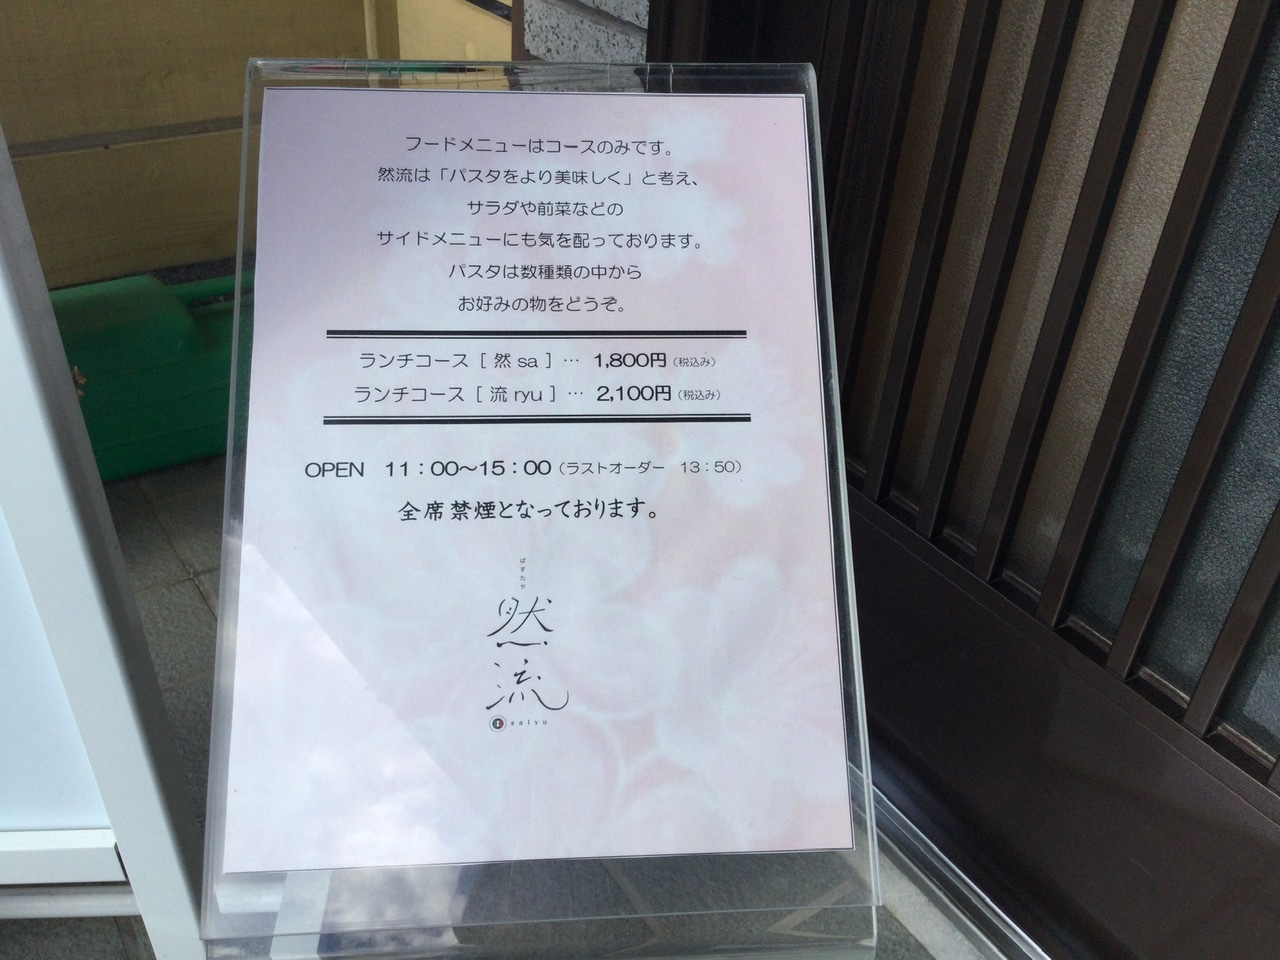 フードメニューはコースのみです。
然流は「パスタをより美味しく」と考え、
サラダや前菜などの
サイドメニューにも気を配っております。
パスタは数種類の中から
お好みの物をどうぞ。
ランチコース [ 然 sa ] … 1,800円（税込み）
ランチコース [ 流 ryu ] … 2,100円（税込み）
OPEN 11：00～15：00（ラストオーダー 13：50）
全席禁煙となっております。
ぱすたや
然流
salyu